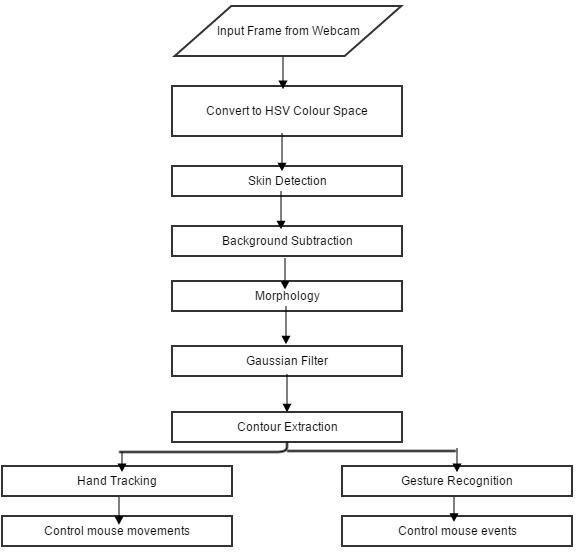 Input Frame from Webcam
Convert to HSV Colour Space
Skin Detection
Background Subtraction
Morphology
Gaussian Filter
Contour Extraction
Hand Tracking
Gesture Recognition
Control mouse movements
Control mouse events